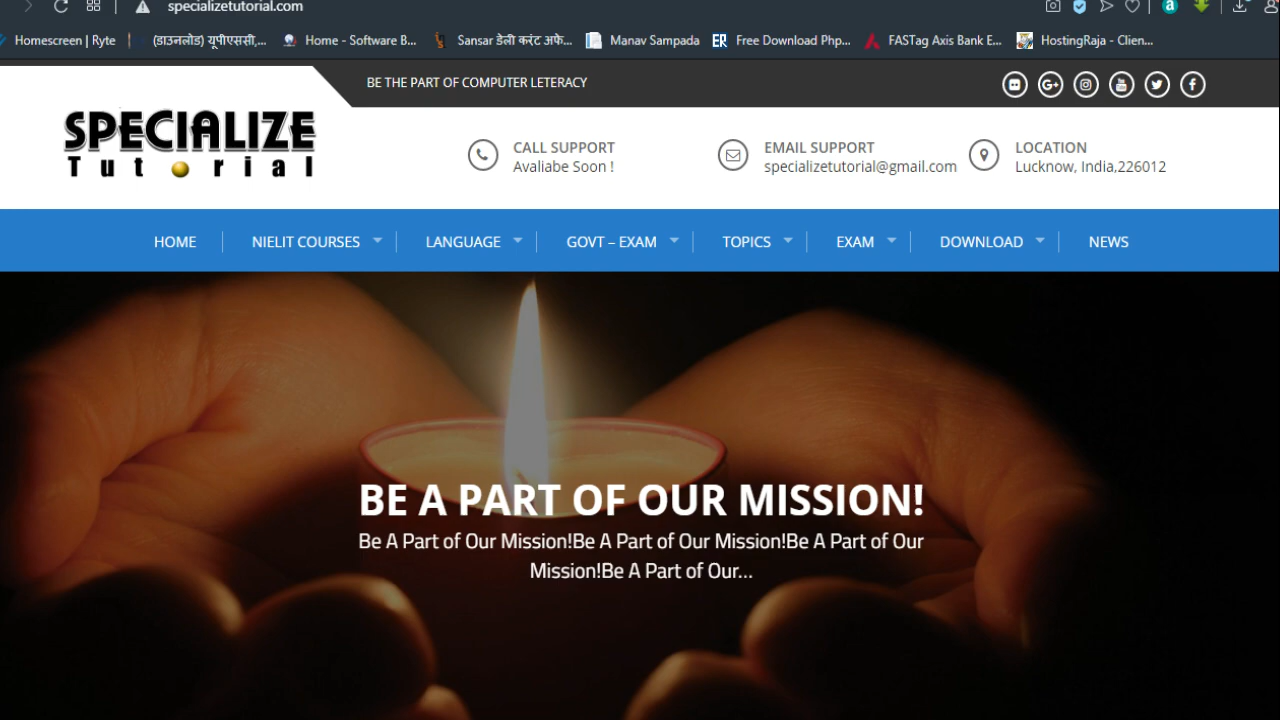 specializetutorial.com
Homescreen | Ryte
(डाउनलोड) यूपीएससी,...
Home - Software B...
Sansar डेली करंट अफे...
Manav Sampada
ER
Free Download Php...
FASTag Axis Bank E...
HostingRaja - Clien...
BE THE PART OF COMPUTER LETERACY
SPECIALIZE
Tutorial
CALL SUPPORT
Avaliabe Soon !
EMAIL SUPPORT
specializetutorial@gmail.com
LOCATION
Lucknow, India,226012
HOME
NIELIT COURSES
LANGUAGE
GOVT – EXAM
TOPICS
EXAM
DOWNLOAD
NEWS
BE A PART OF OUR MISSION!
Be A Part of Our Mission!Be A Part of Our Mission!Be A Part of Our
Mission!Be A Part of Our...